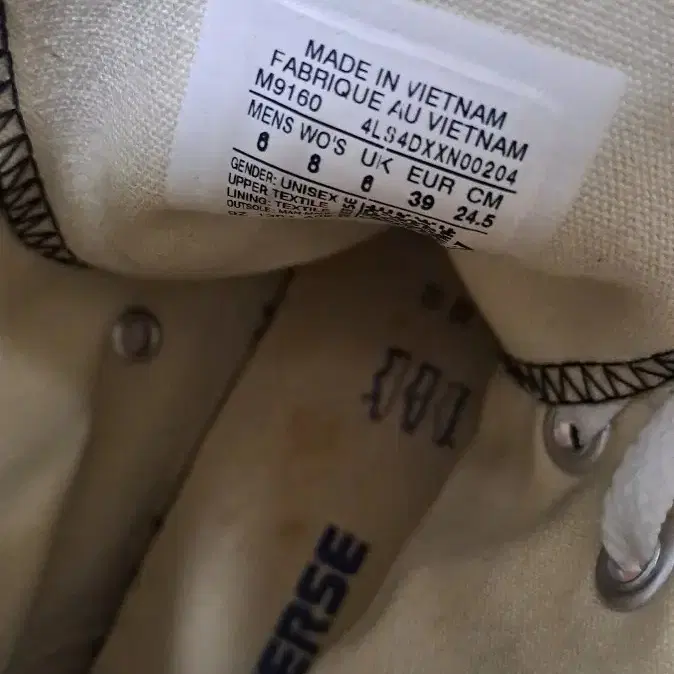 MADE IN VIETNAM
FABRIQUE AU VIETNAM
M9160 4LS4DXXN00204
MENS WO'S UK EUR CM
6 8 6 39 24.5
GENDER: UNISEX
UPPER TEXTILE
LINING: TEXTILE
OUTSOLE:
ERSE